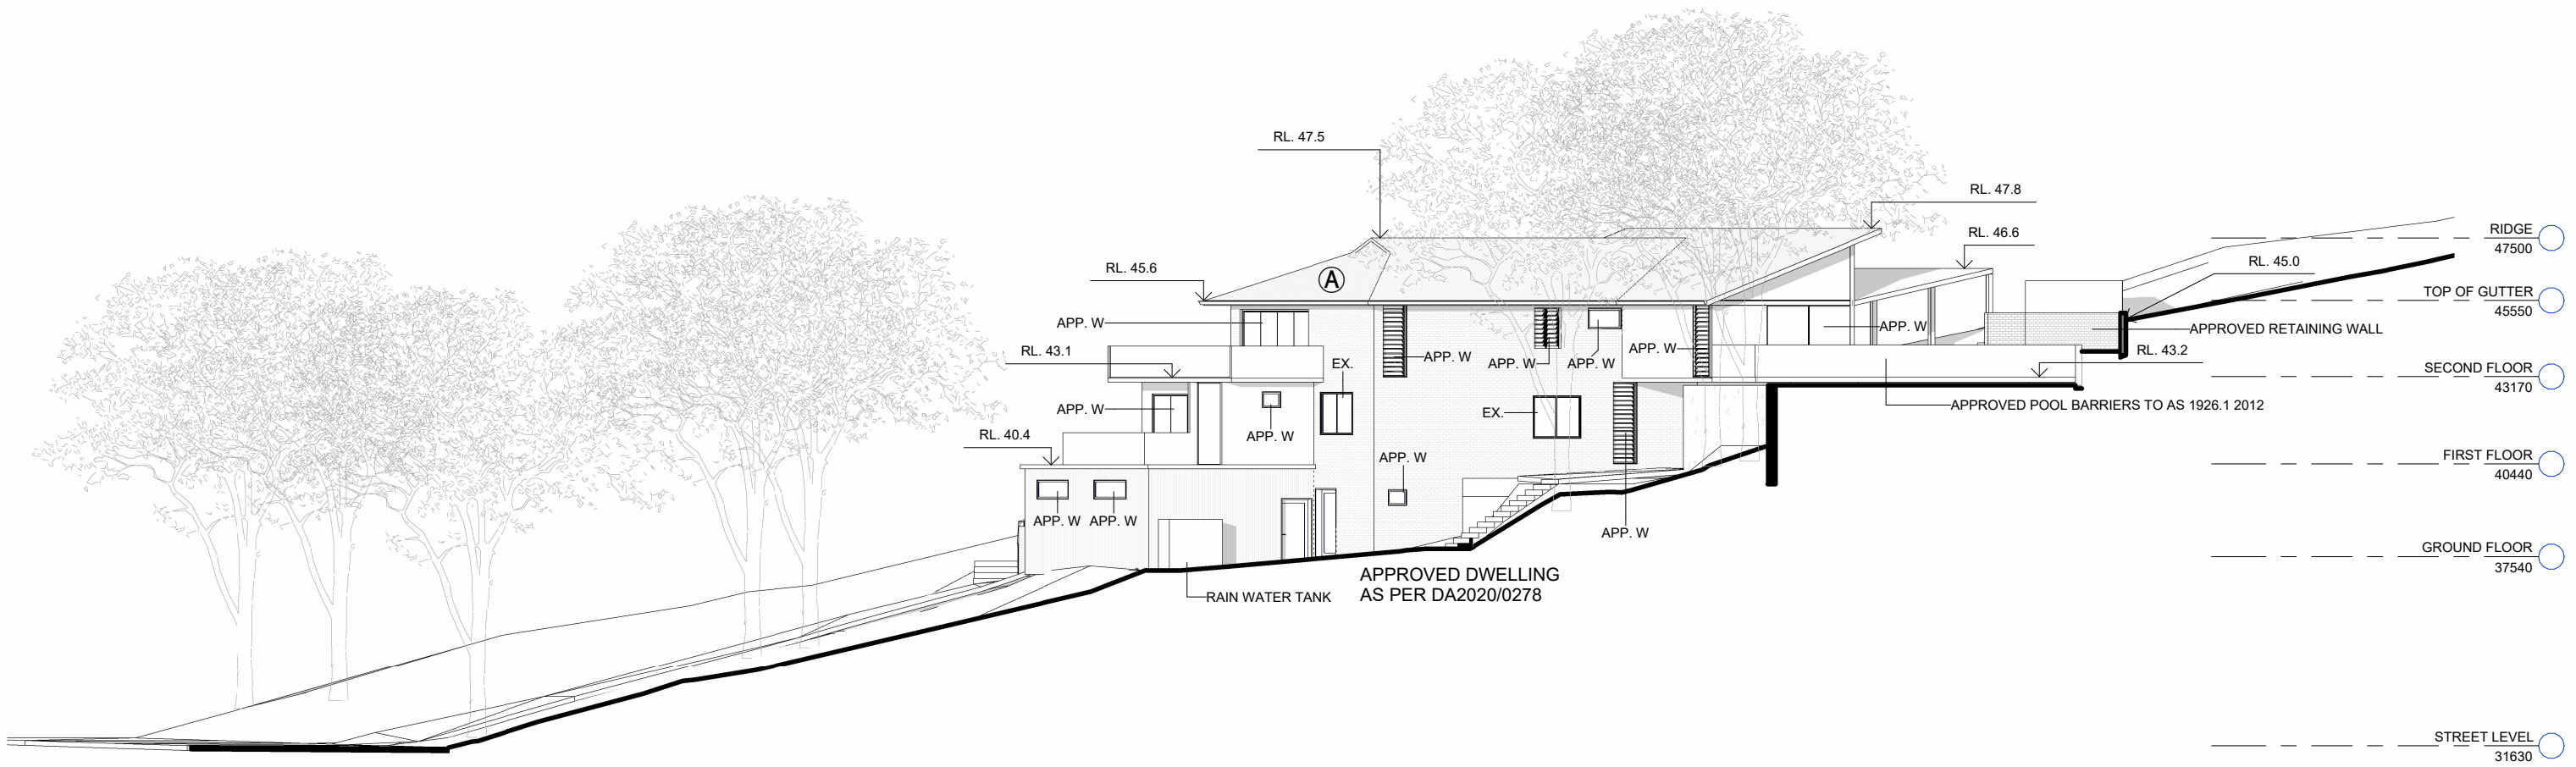 RL. 47.5
RL. 47.8
RL. 46.6
RIDGE
47500
RL. 45.6
RL. 45.0
A
TOP OF GUTTER
45550
APP. W
APP. W
APPROVED RETAINING WALL
RL. 43.1
EX.
APP. W
APP. W
APP. W
APP. W
RL. 43.2
SECOND FLOOR
43170
APP. W
EX.
APPROVED POOL BARRIERS TO AS 1926.1 2012
RL. 40.4
APP. W
APP. W
FIRST FLOOR
40440
APP. W
APP. W
APP. W
GROUND FLOOR
37540
RAIN WATER TANK
APPROVED DWELLING
AS PER DA2020/0278
STREET LEVEL
31630